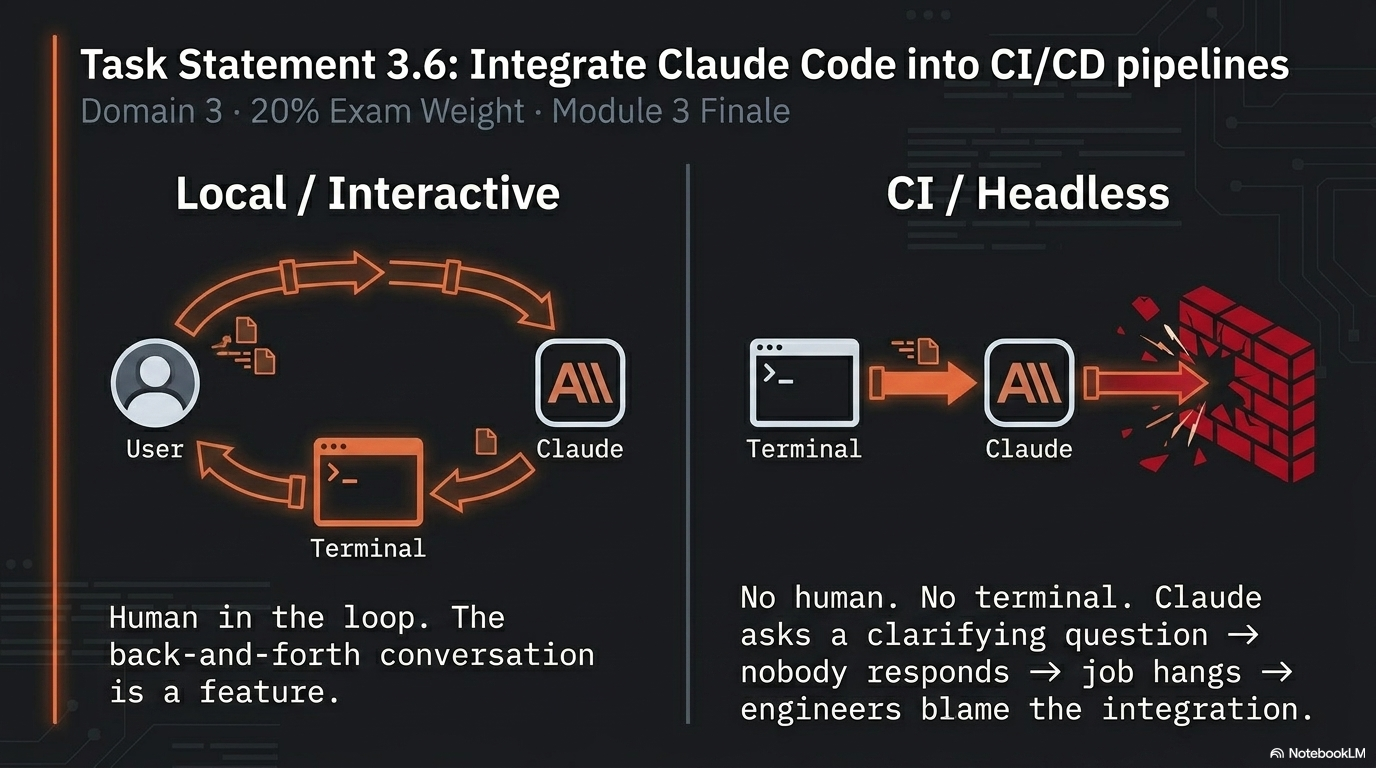 Task Statement 3.6: Integrate Claude Code into CI/CD pipelines
Domain 3 · 20% Exam Weight · Module 3 Finale
Local / Interactive
User
Claude
Terminal
Human in the loop. The
back-and-forth conversation
is a feature.
CI / Headless
Terminal
Claude
No human. No terminal. Claude
asks a clarifying question →
nobody responds → job hangs →
engineers blame the integration.
NotebookLM